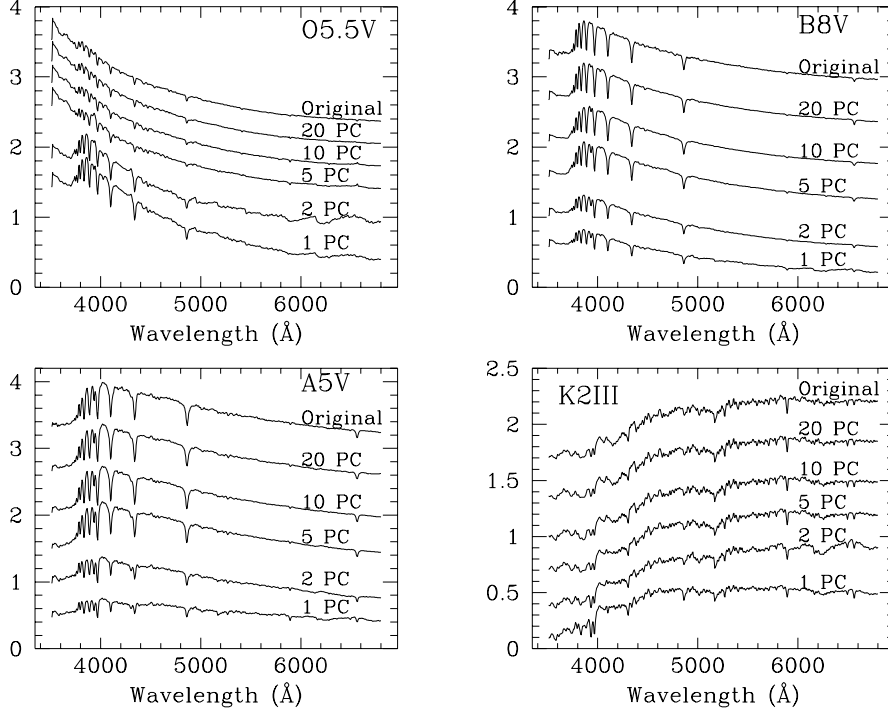 O5.5V
4
3
2
1
0
Original
20 PC
10 PC
5 PC
2 PC
1 PC
4000 5000 6000
Wavelength (Å)
B8V
4
3
2
1
0
Original
20 PC
10 PC
5 PC
2 PC
1 PC
4000 5000 6000
Wavelength (Å)
A5V
4
3
2
1
0
Original
20 PC
10 PC
5 PC
2 PC
1 PC
4000 5000 6000
Wavelength (Å)
K2III
2.5
2
1.5
1
0.5
0
Original
20 PC
10 PC
5 PC
2 PC
1 PC
4000 5000 6000
Wavelength (Å)